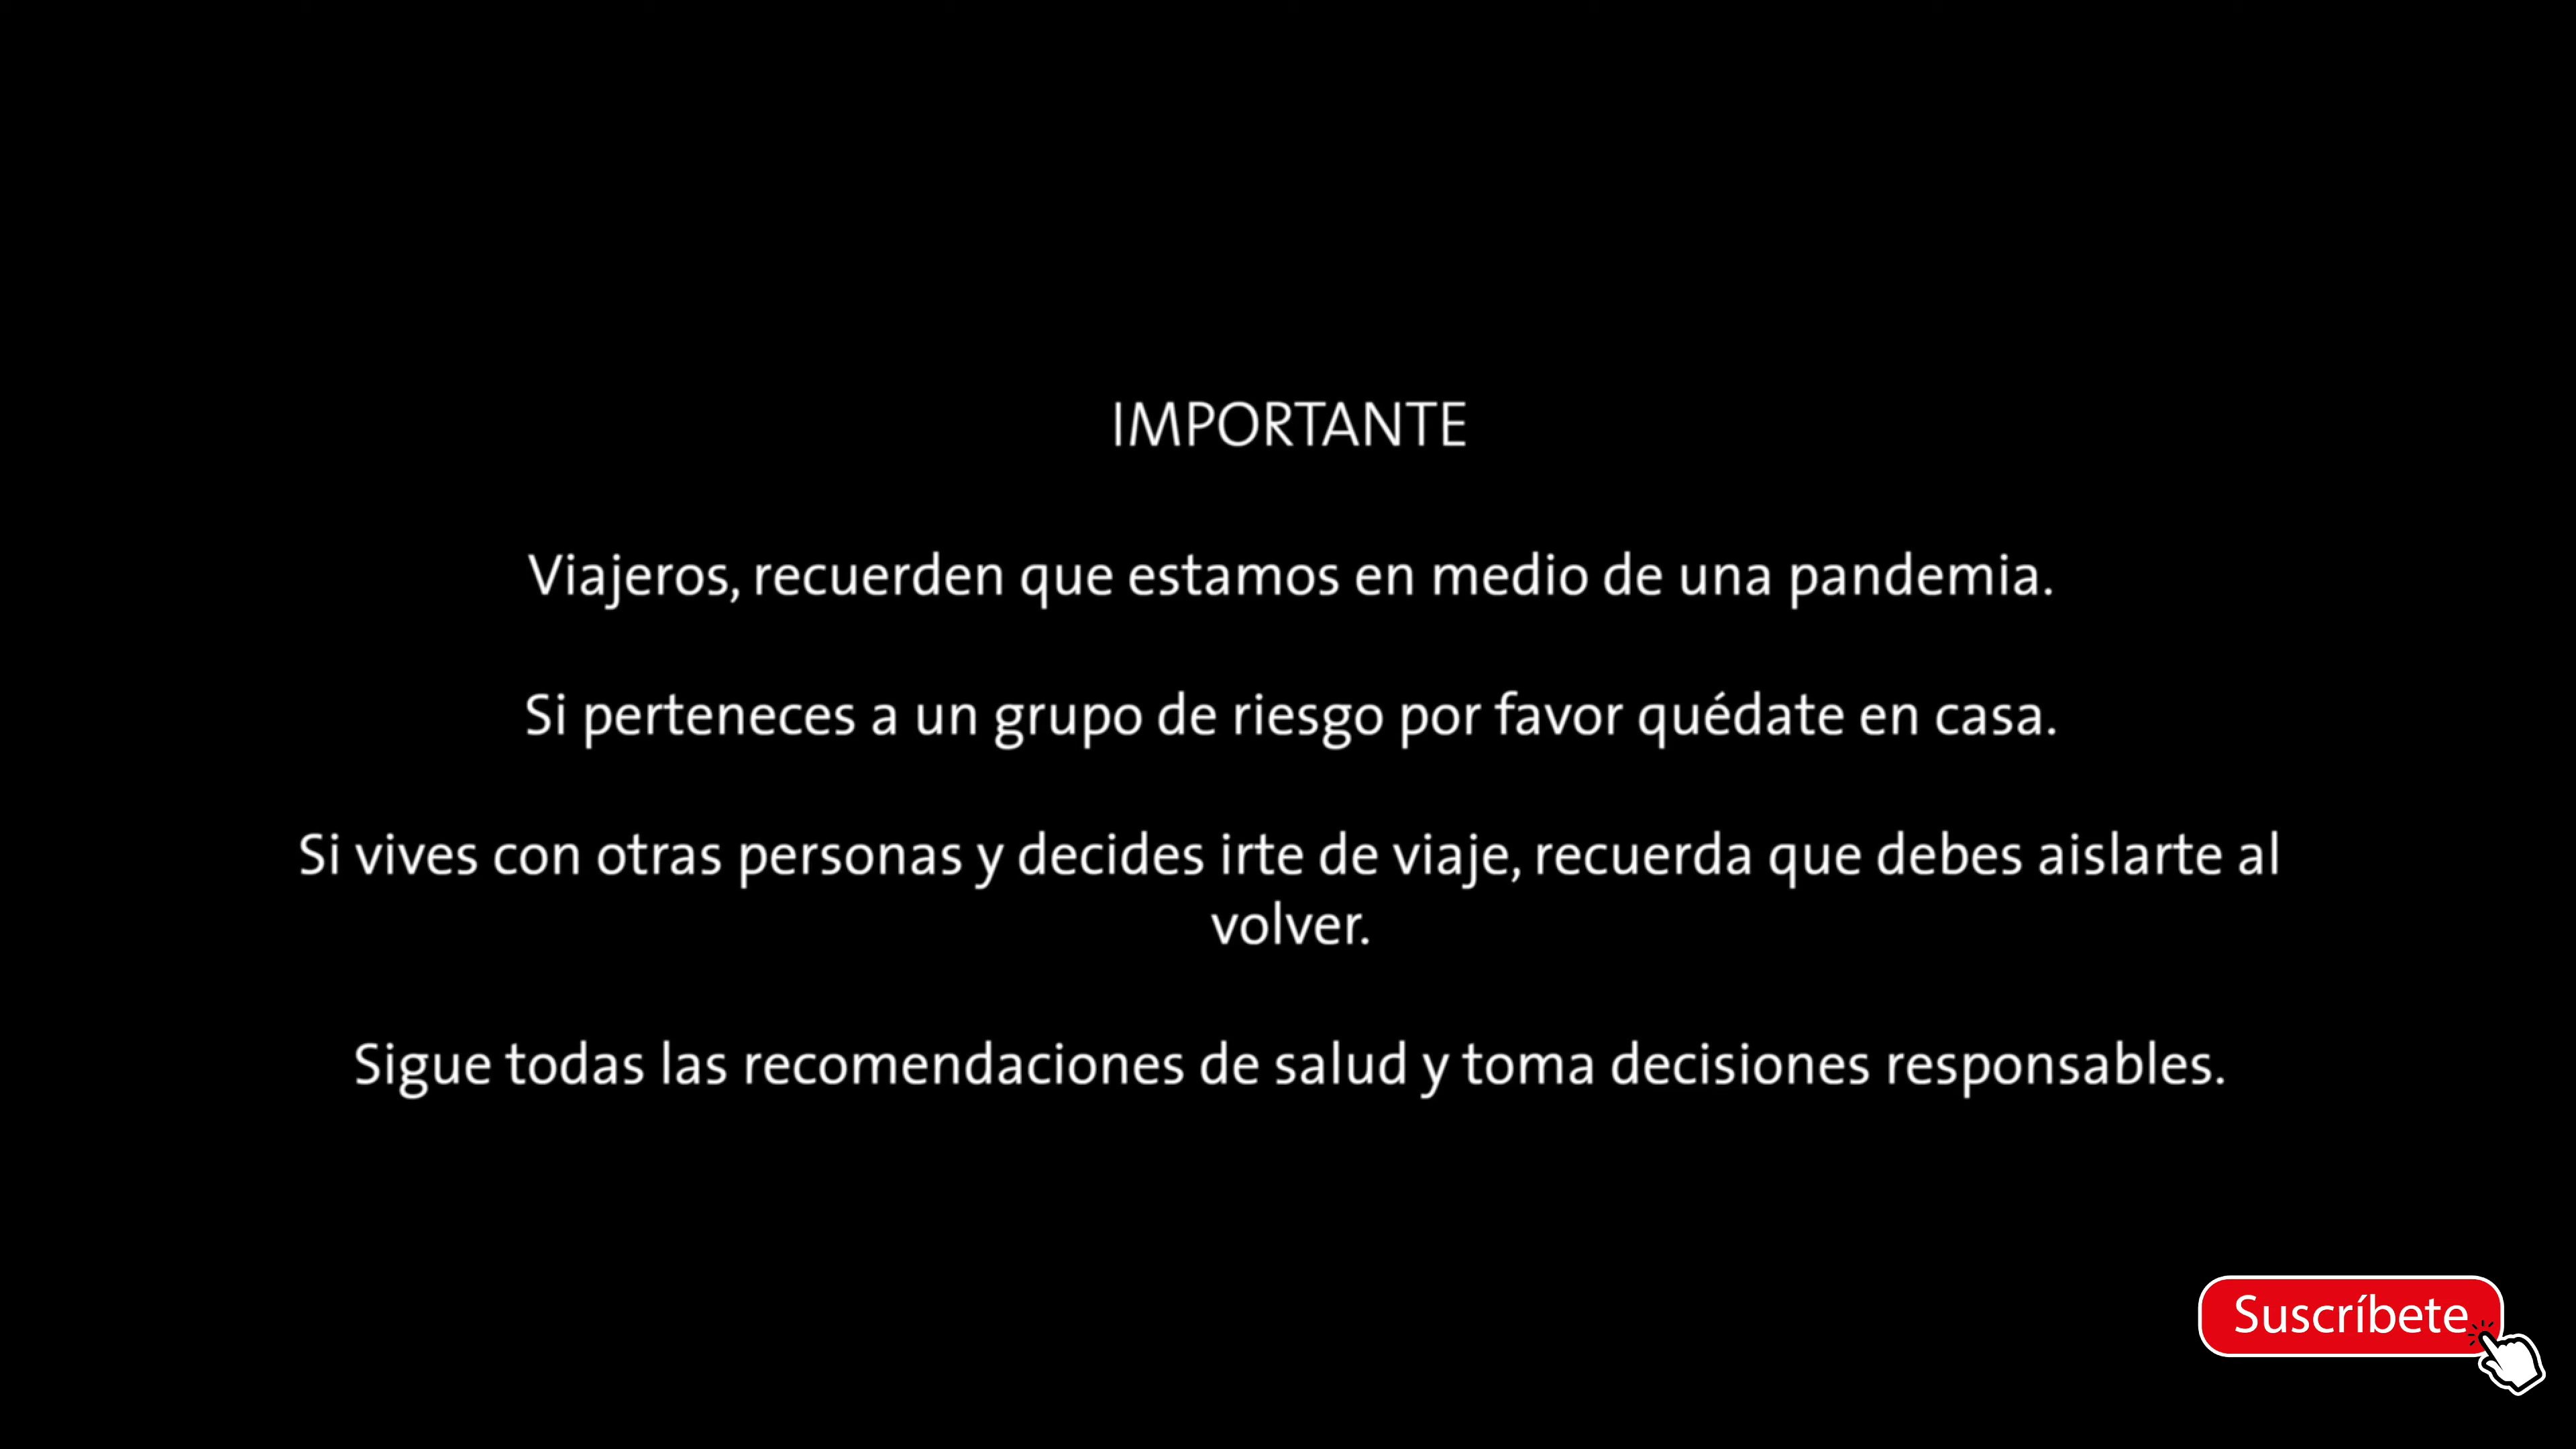 IMPORTANTE
Viajeros, recuerden que estamos en medio de una pandemia.
Si perteneces a un grupo de riesgo por favor quédate en casa.
Si vives con otras personas y decides irte de viaje, recuerda que debes aislarte al
volver.
Sigue todas las recomendaciones de salud y toma decisiones responsables.
Suscríbete